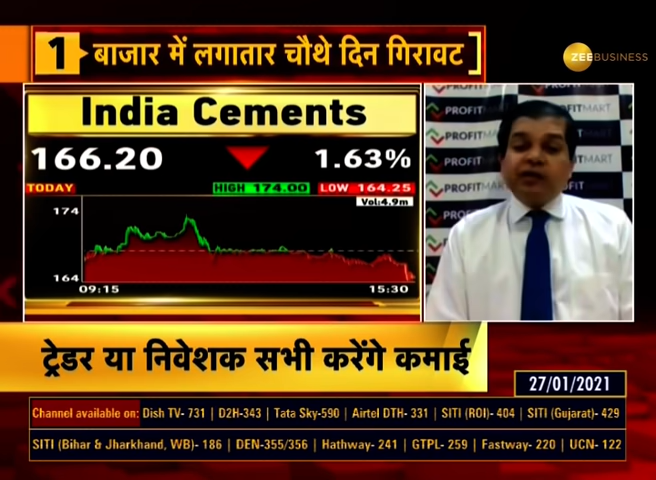 1 बाजार में लगातार चौथे दिन गिरावट
ZEEBUSINESS
India Cements
166.20 1.63%
TODAY HIGH 174.00 LOW 164.25
Vol:4.9m
174
164
09:15 15:30
PROFITMART
PROFITMART
PROFIT
ट्रेडर या निवेशक सभी करेंगे कमाई
27/01/2021
Channel available on: Dish TV- 731 | D2H-343 | Tata Sky-590 | Airtel DTH- 331 | SITI (ROI)- 404 | SITI (Gujarat)- 429
SITI (Bihar & Jharkhand, WB)- 186 | DEN-355/356 | Hathway- 241 | GTPL- 259 | Fastway- 220 | UCN- 122